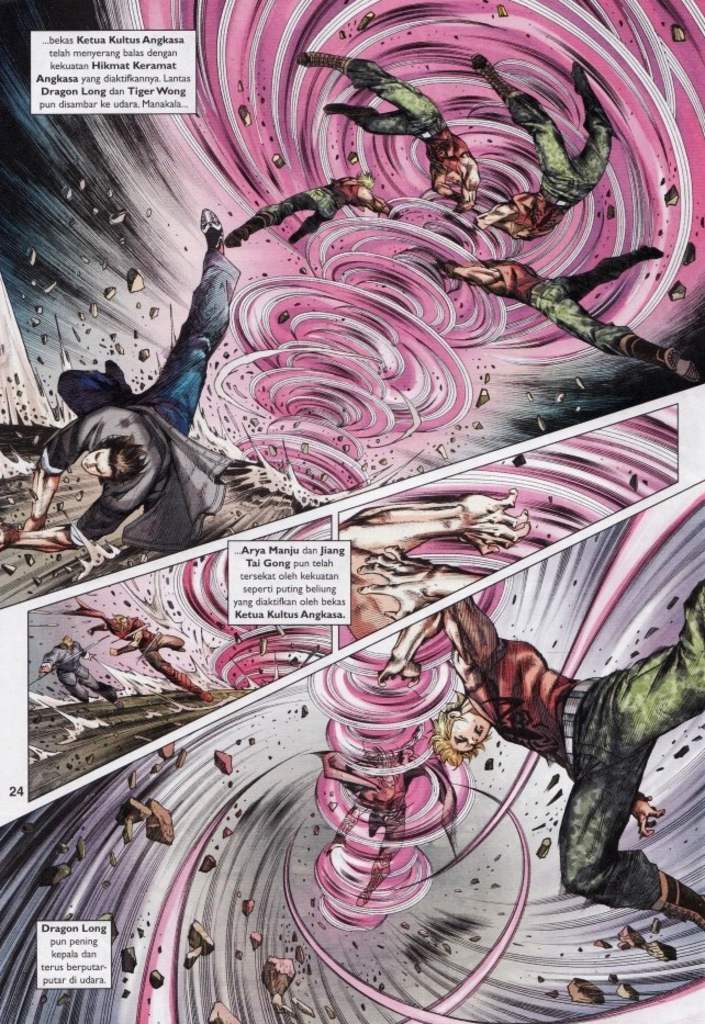 ...bekas Ketua Kultus Angkasa
telah menyerang balas dengan
kekuatan Hikmat Keramat
Angkasa yang diaktifkannya. Lantas
Dragon Long dan Tiger Wong
pun disambar ke udara. Manakala...
...Arya Manju dan Jiang
Tai Gong pun telah
tersekat oleh kekuatan
seperti puting beliung
yang diaktifkan oleh bekas
Ketua Kultus Angkasa.
24
Dragon Long
pun pening
kepala dan
terus berputar-
putar di udara.